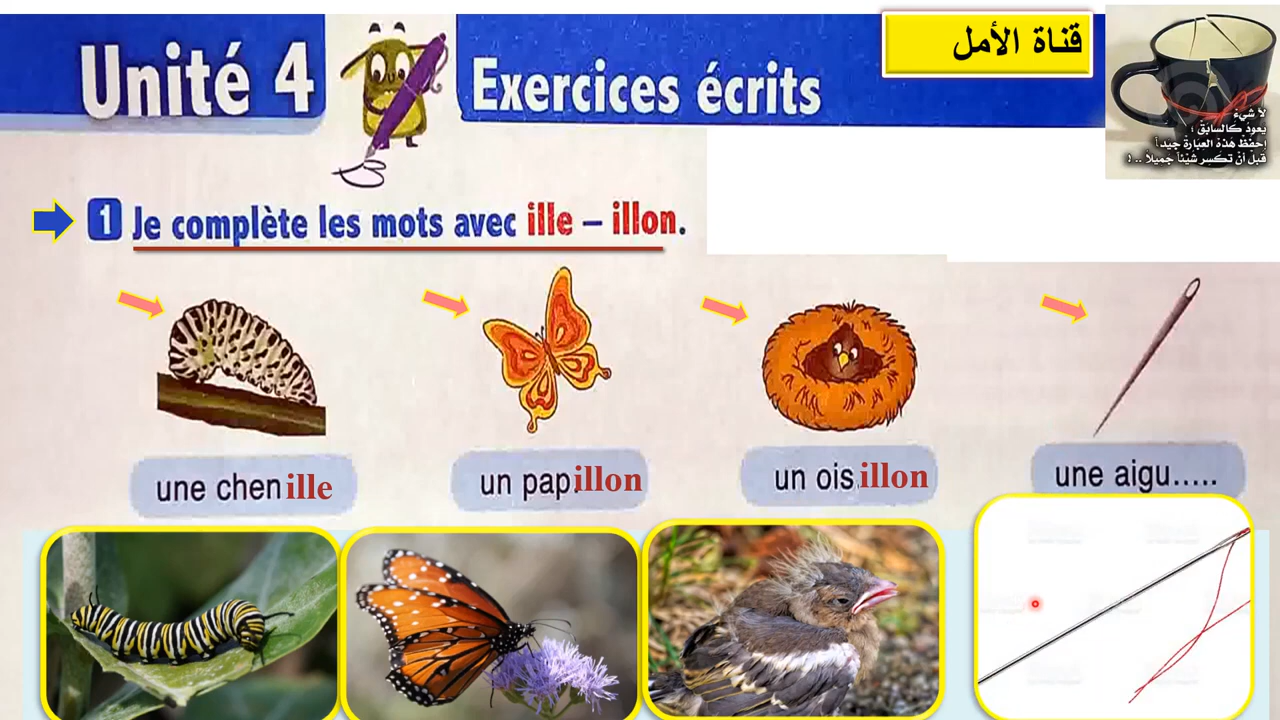 Unité 4
Exercices écrits
قناة الأمل
لا شيء
يعود كالسابق ؛
إحفظ هذه العبارة جيداً
قبل أن تكسر شيئاً جميلاً .. !
1 Je complète les mots avec ille – illon.
une chenille
un papillon
un oisillon
une aigu.....